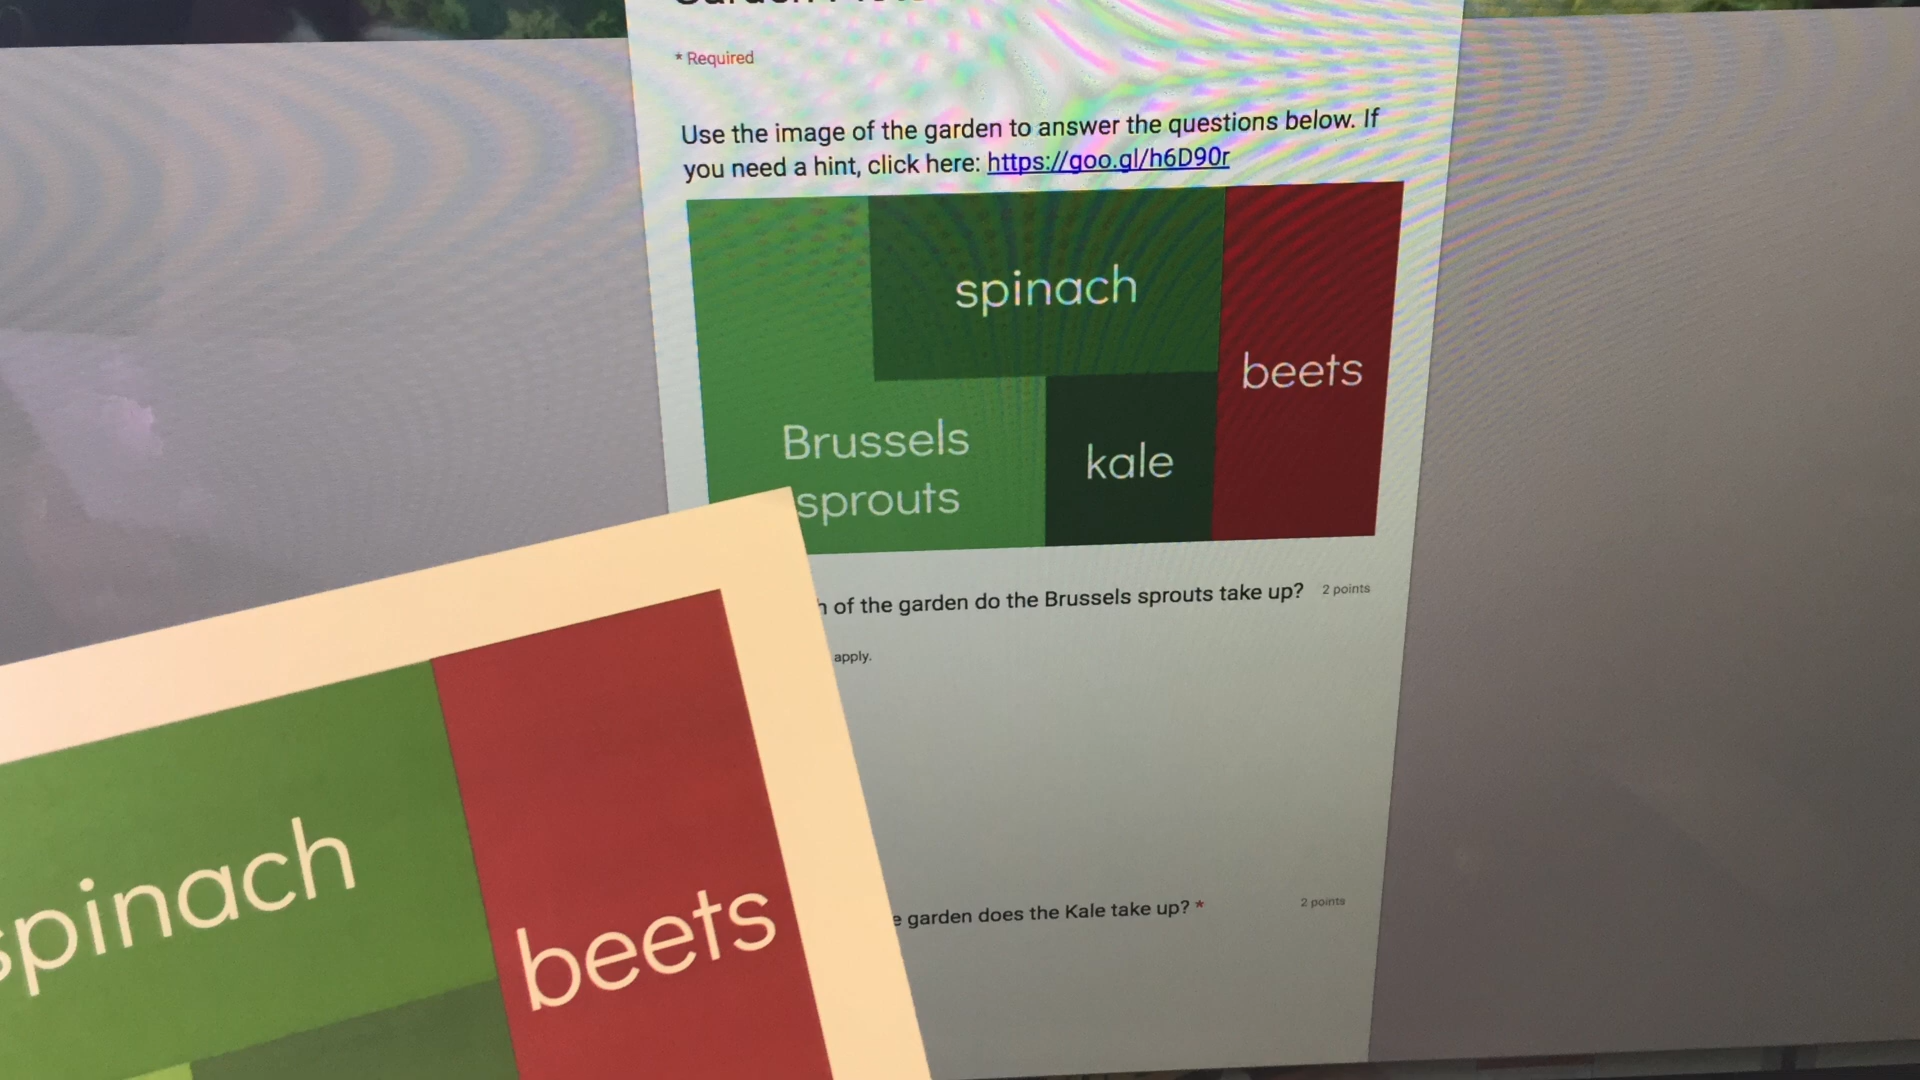 * Required
Use the image of the garden to answer the questions below. If
you need a hint, click here: https://goo.gl/h6D90r
spinach
beets
Brussels
sprouts
kale
of the garden do the Brussels sprouts take up? 2 points
apply.
garden does the Kale take up? * 2 points
spinach
beets